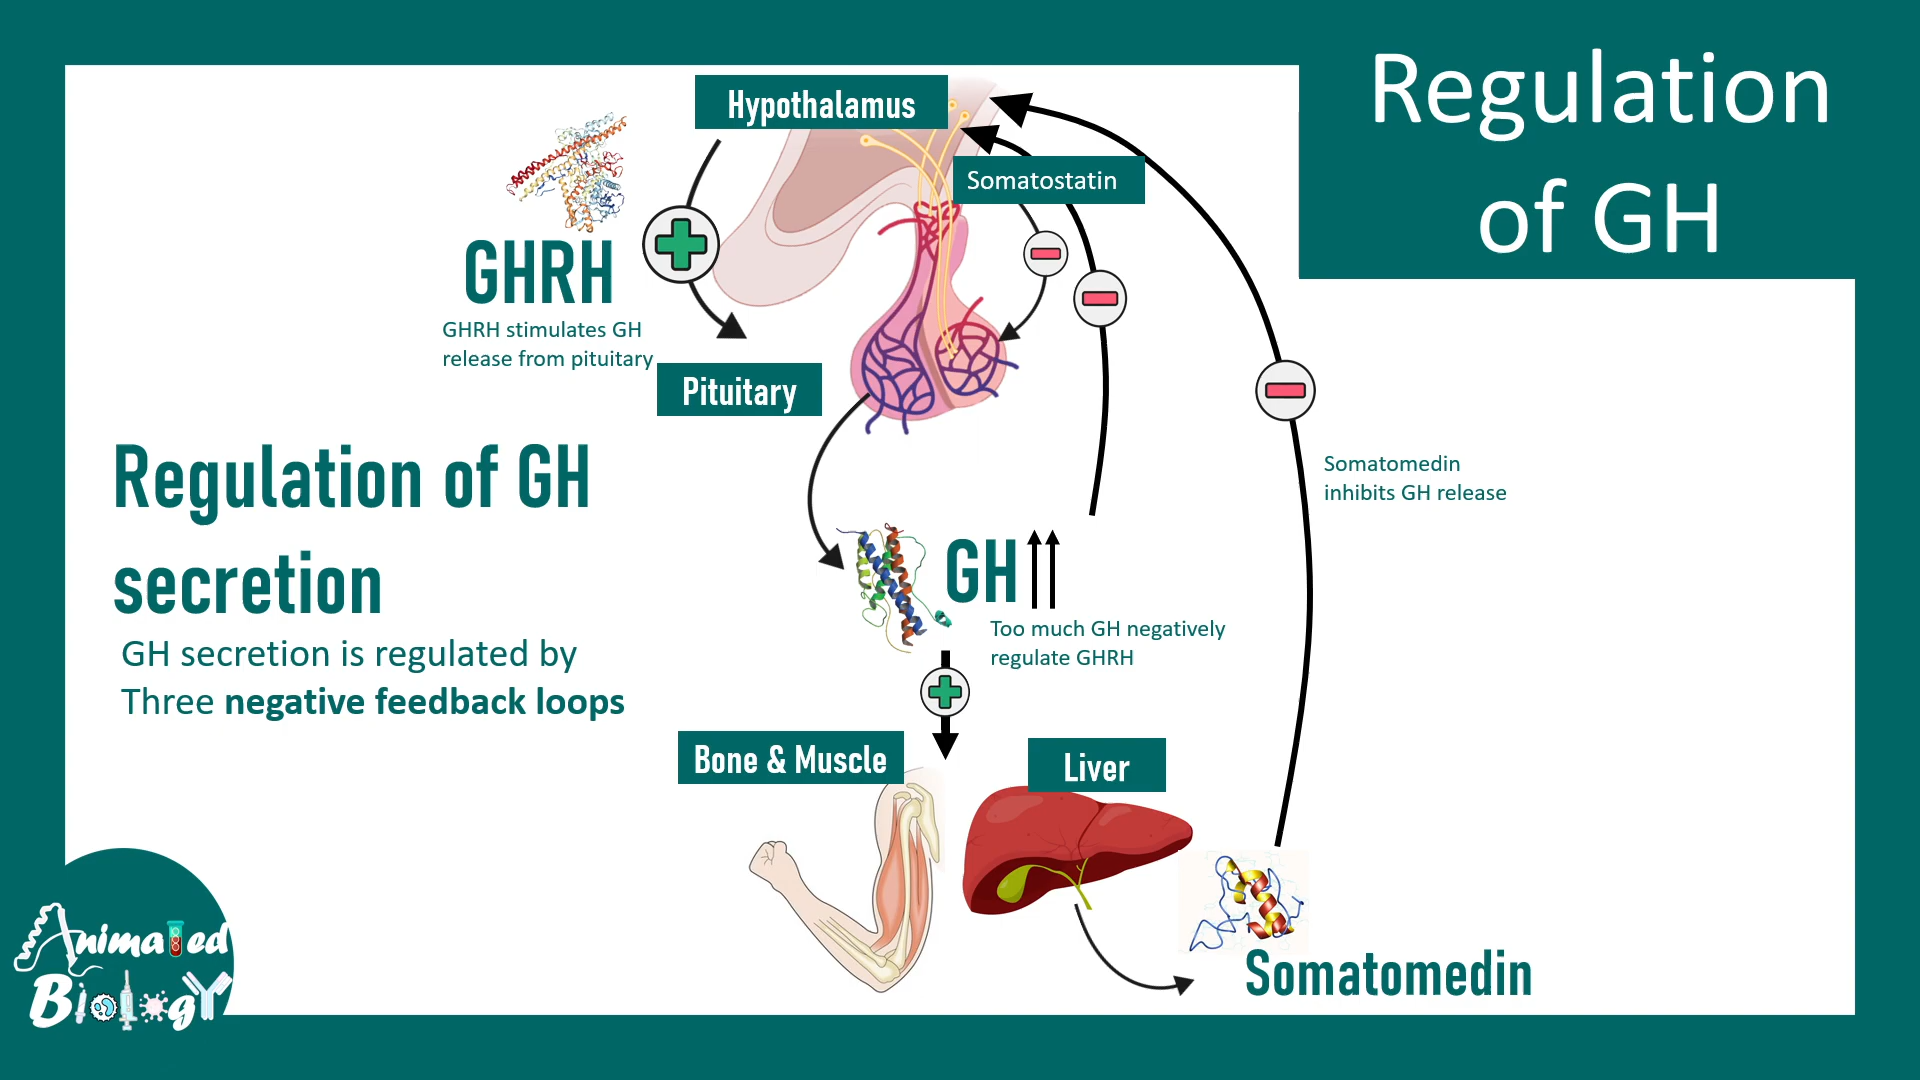 Regulation
of GH
Hypothalamus
Somatostatin
GHRH
GHRH stimulates GH
release from pituitary
Pituitary
Regulation of GH
secretion
GH secretion is regulated by
Three negative feedback loops
Somatomedin
inhibits GH release
GH
Too much GH negatively
regulate GHRH
Bone & Muscle
Liver
Somatomedin
Animated
Biology